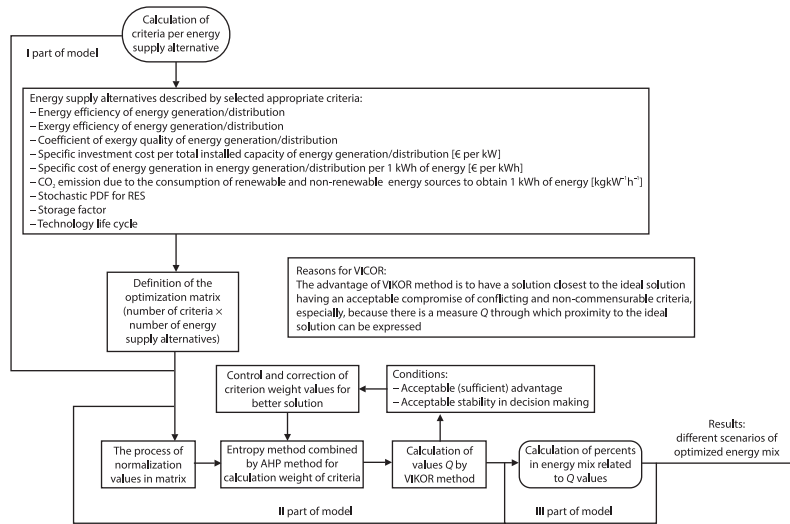 Calculation of
criteria per energy
supply alternative
I part of model
Energy supply alternatives described by selected appropriate criteria:
– Energy efficiency of energy generation/distribution
– Exergy efficiency of energy generation/distribution
– Coefficient of exergy quality of energy generation/distribution
– Specific investment cost per total installed capacity of energy generation/distribution [€ per kW]
– Specific cost of energy generation in energy generation/distribution per 1 kWh of energy [€ per kWh]
– CO₂ emission due to the consumption of renewable and non-renewable energy sources to obtain 1 kWh of energy [kgkW⁻¹h⁻¹]
– Stochastic PDF for RES
– Storage factor
– Technology life cycle
Definition of the
optimization matrix
(number of criteria ×
number of energy
supply alternatives)
Reasons for VICOR:
The advantage of VIKOR method is to have a solution closest to the ideal solution
having an acceptable compromise of conflicting and non-commensurable criteria,
especially, because there is a measure Q through which proximity to the ideal
solution can be expressed
Control and correction of
criterion weight values for
better solution
Conditions:
– Acceptable (sufficient) advantage
– Acceptable stability in decision making
The process of
normalization
values in matrix
Entropy method combined
by AHP method for
calculation weight of criteria
Calculation of
values Q by
VIKOR method
Calculation of percents
in energy mix related
to Q values
Results:
different scenarios of
optimized energy mix
II part of model
III part of model